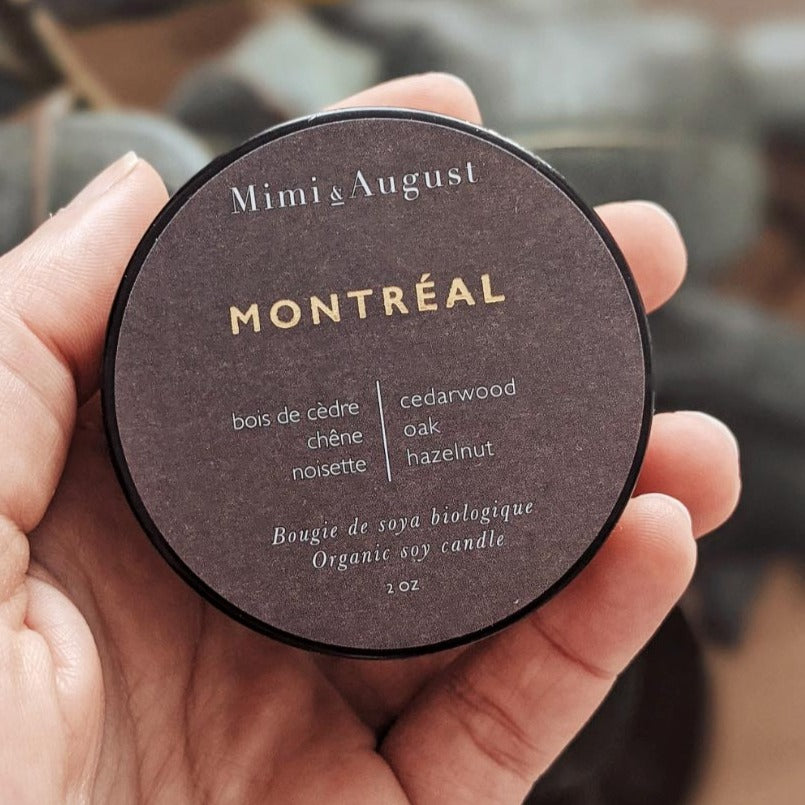 Mimi & August
MONTRÉAL
bois de cèdre
chêne
noisette
cedarwood
oak
hazelnut
Bougie de soya biologique
Organic soy candle
2 OZ